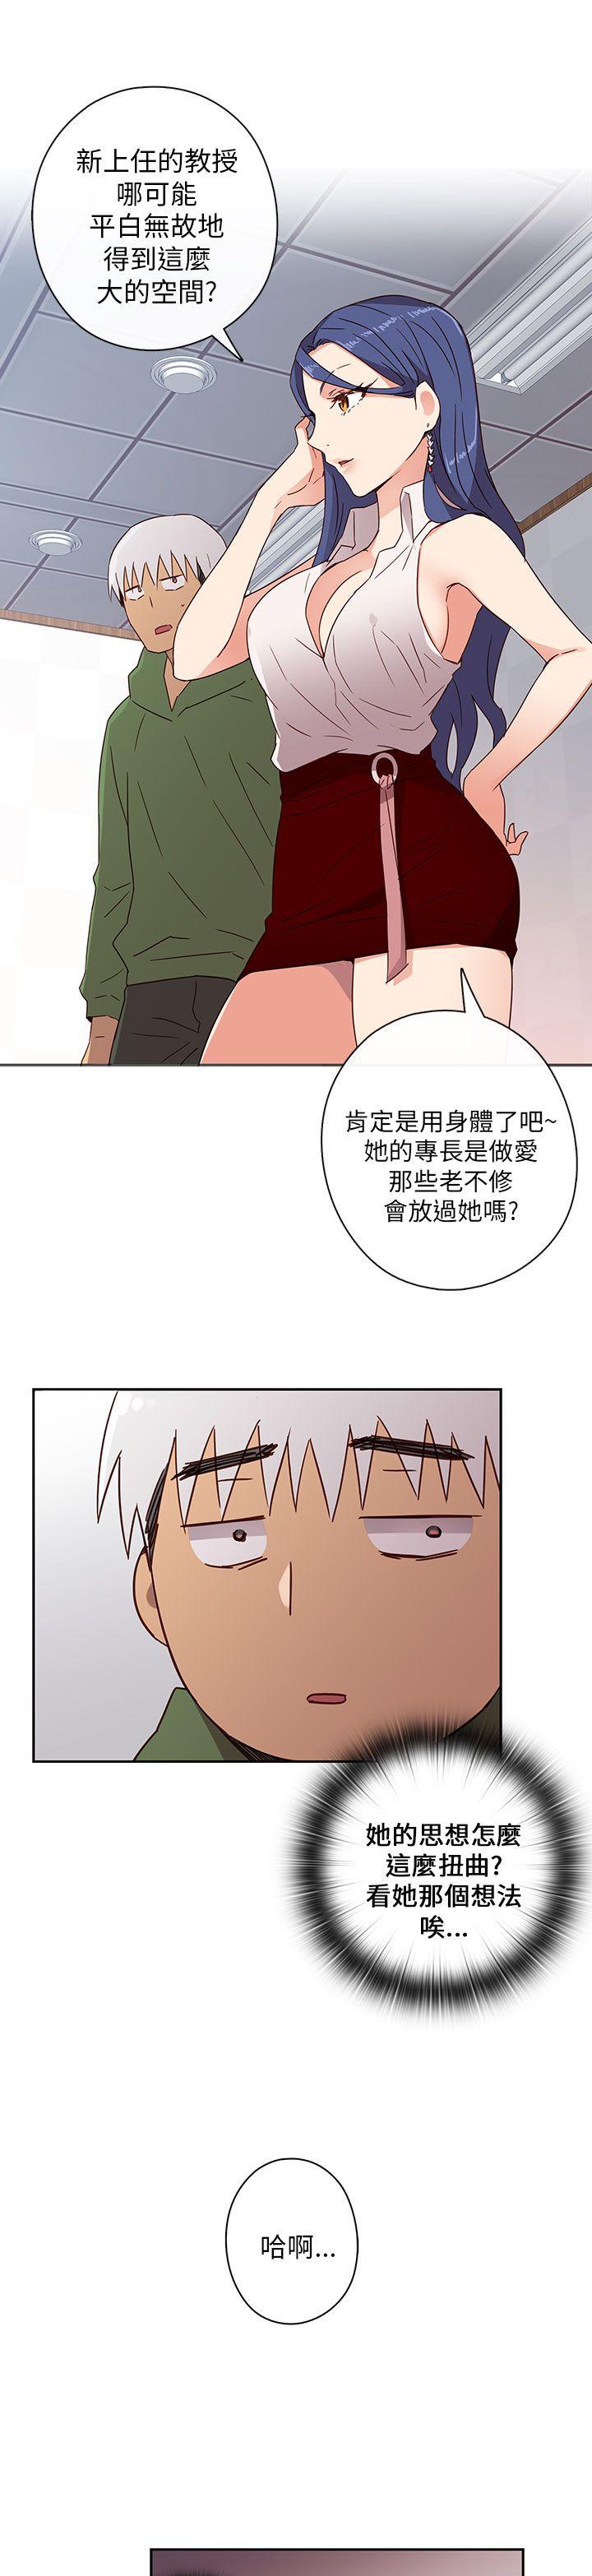 新上任的教授
哪可能
平白無故地
得到這麼
大的空間?
肯定是用身體了吧~
她的專長是做愛
那些老不修
會放過她嗎?
她的思想怎麼
這麼扭曲?
看她那個想法
唉...
哈啊...